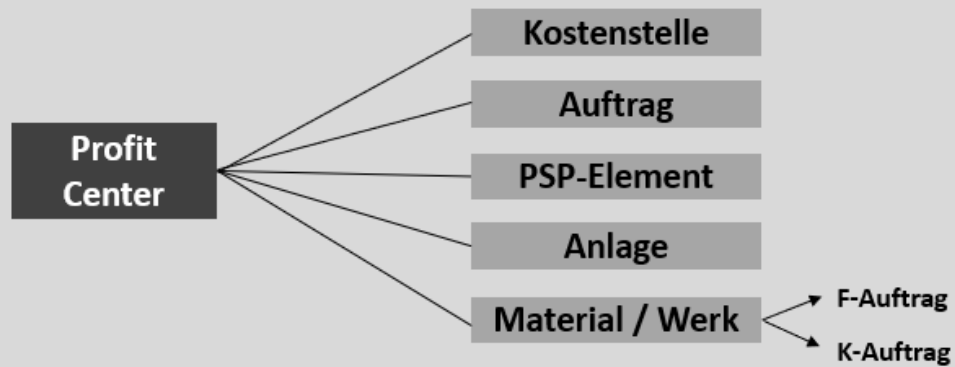 Profit
Center
Kostenstelle
Auftrag
PSP-Element
Anlage
Material / Werk
F-Auftrag
K-Auftrag